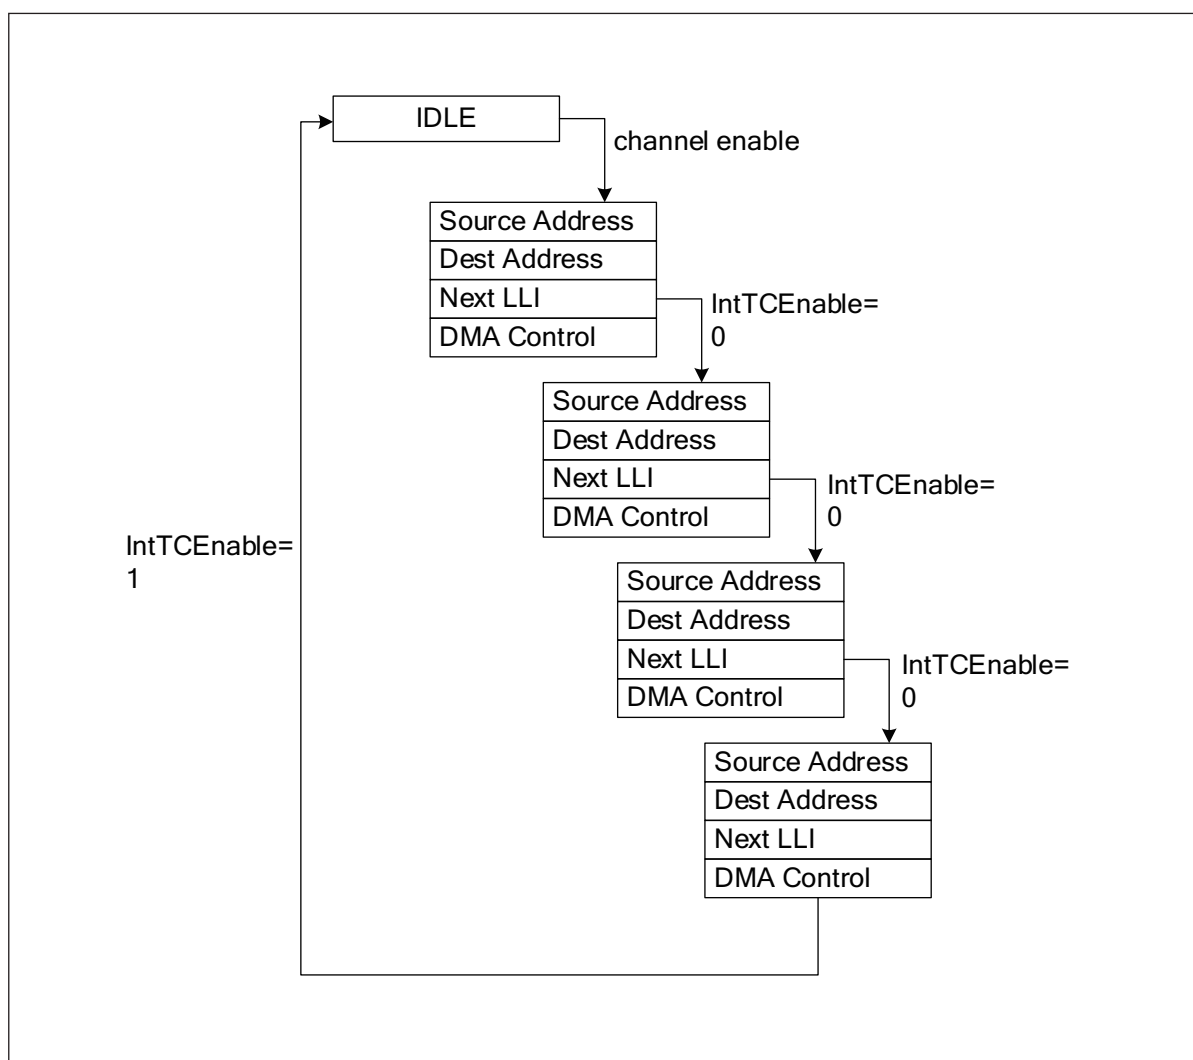 IDLE
channel enable
Source Address
Dest Address
Next LLI
DMA Control
IntTCEnable=
0
Source Address
Dest Address
Next LLI
DMA Control
IntTCEnable=
0
IntTCEnable=
1
Source Address
Dest Address
Next LLI
DMA Control
IntTCEnable=
0
Source Address
Dest Address
Next LLI
DMA Control